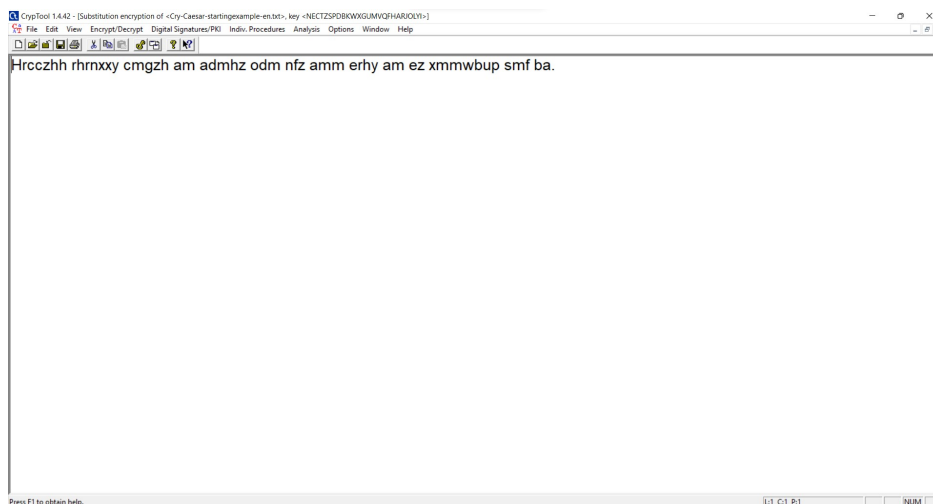 CrypTool 1.4.42 - [Substitution encryption of <Cry-Caesar-startingexample-en.txt>, key <NECTZSPDBKWXGUMVQFHARJOLYI>]
File Edit View Encrypt/Decrypt Digital Signatures/PKI Indiv. Procedures Analysis Options Window Help
Hrcczhh rhrnxxy cmgzh am admhz odm nfz amm erhy am ez xmmwbup smf ba.
Press F1 to obtain help. L:1 C:1 P:1 NUM